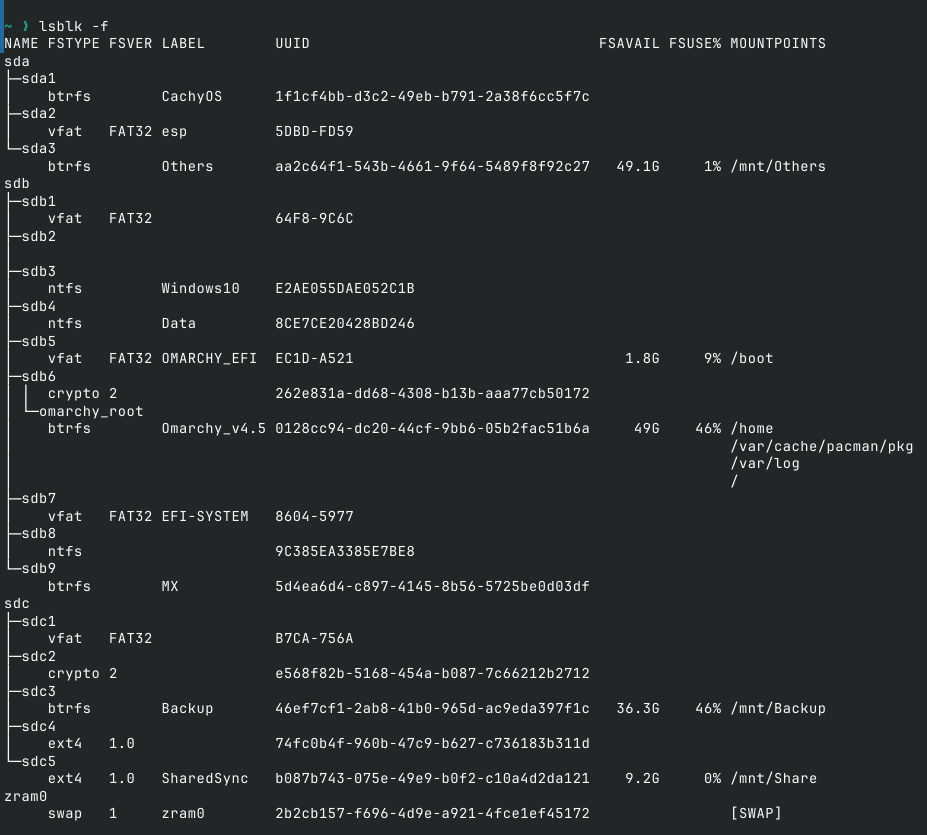 ~ ❯ lsblk -f
NAME FSTYPE FSVER LABEL        UUID                                 FSAVAIL FSUSE% MOUNTPOINTS
sda
├─sda1
│    btrfs        CachyOS      1f1cf4bb-d3c2-49eb-b791-2a38f6cc5f7c
├─sda2
│    vfat   FAT32 esp          5DBD-FD59
└─sda3
     btrfs        Others       aa2c64f1-543b-4661-9f64-5489f8f92c27   49.1G     1% /mnt/Others
sdb
├─sdb1
│    vfat   FAT32              64F8-9C6C
├─sdb2
│
├─sdb3
│    ntfs         Windows10    E2AE055DAE052C1B
├─sdb4
│    ntfs         Data         8CE7CE20428BD246
├─sdb5
│    vfat   FAT32 OMARCHY_EFI  EC1D-A521                               1.8G     9% /boot
├─sdb6
│ │  crypto 2                  262e831a-dd68-4308-b13b-aaa77cb50172
│ └─omarchy_root
│    btrfs        Omarchy_v4.5 0128cc94-dc20-44cf-9bb6-05b2fac51b6a     49G    46% /home
│                                                                                  /var/cache/pacman/pkg
│                                                                                  /var/log
│                                                                                  /
├─sdb7
│    vfat   FAT32 EFI-SYSTEM   8604-5977
├─sdb8
│    ntfs                      9C385EA3385E7BE8
└─sdb9
     btrfs        MX           5d4ea6d4-c897-4145-8b56-5725be0d03df
sdc
├─sdc1
│    vfat   FAT32              B7CA-756A
├─sdc2
│    crypto 2                  e568f82b-5168-454a-b087-7c66212b2712
├─sdc3
│    btrfs        Backup       46ef7cf1-2ab8-41b0-965d-ac9eda397f1c   36.3G    46% /mnt/Backup
├─sdc4
│    ext4   1.0                74fc0b4f-960b-47c9-b627-c736183b311d
└─sdc5
     ext4   1.0   SharedSync   b087b743-075e-49e9-b0f2-c10a4d2da121    9.2G     0% /mnt/Share
zram0
     swap   1     zram0        2b2cb157-f696-4d9e-a921-4fce1ef45172                [SWAP]